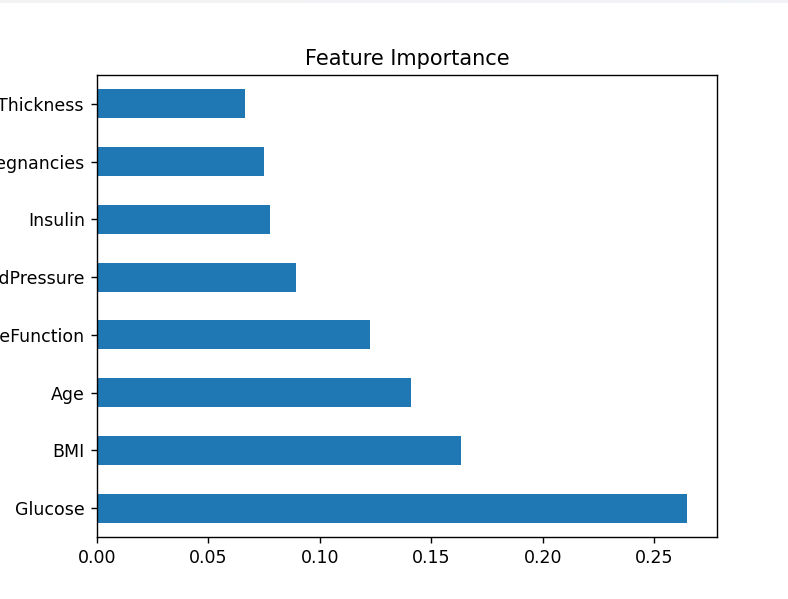 Feature Importance
Thickness
egnancies
Insulin
dPressure
eFunction
Age
BMI
Glucose
0.00 0.05 0.10 0.15 0.20 0.25